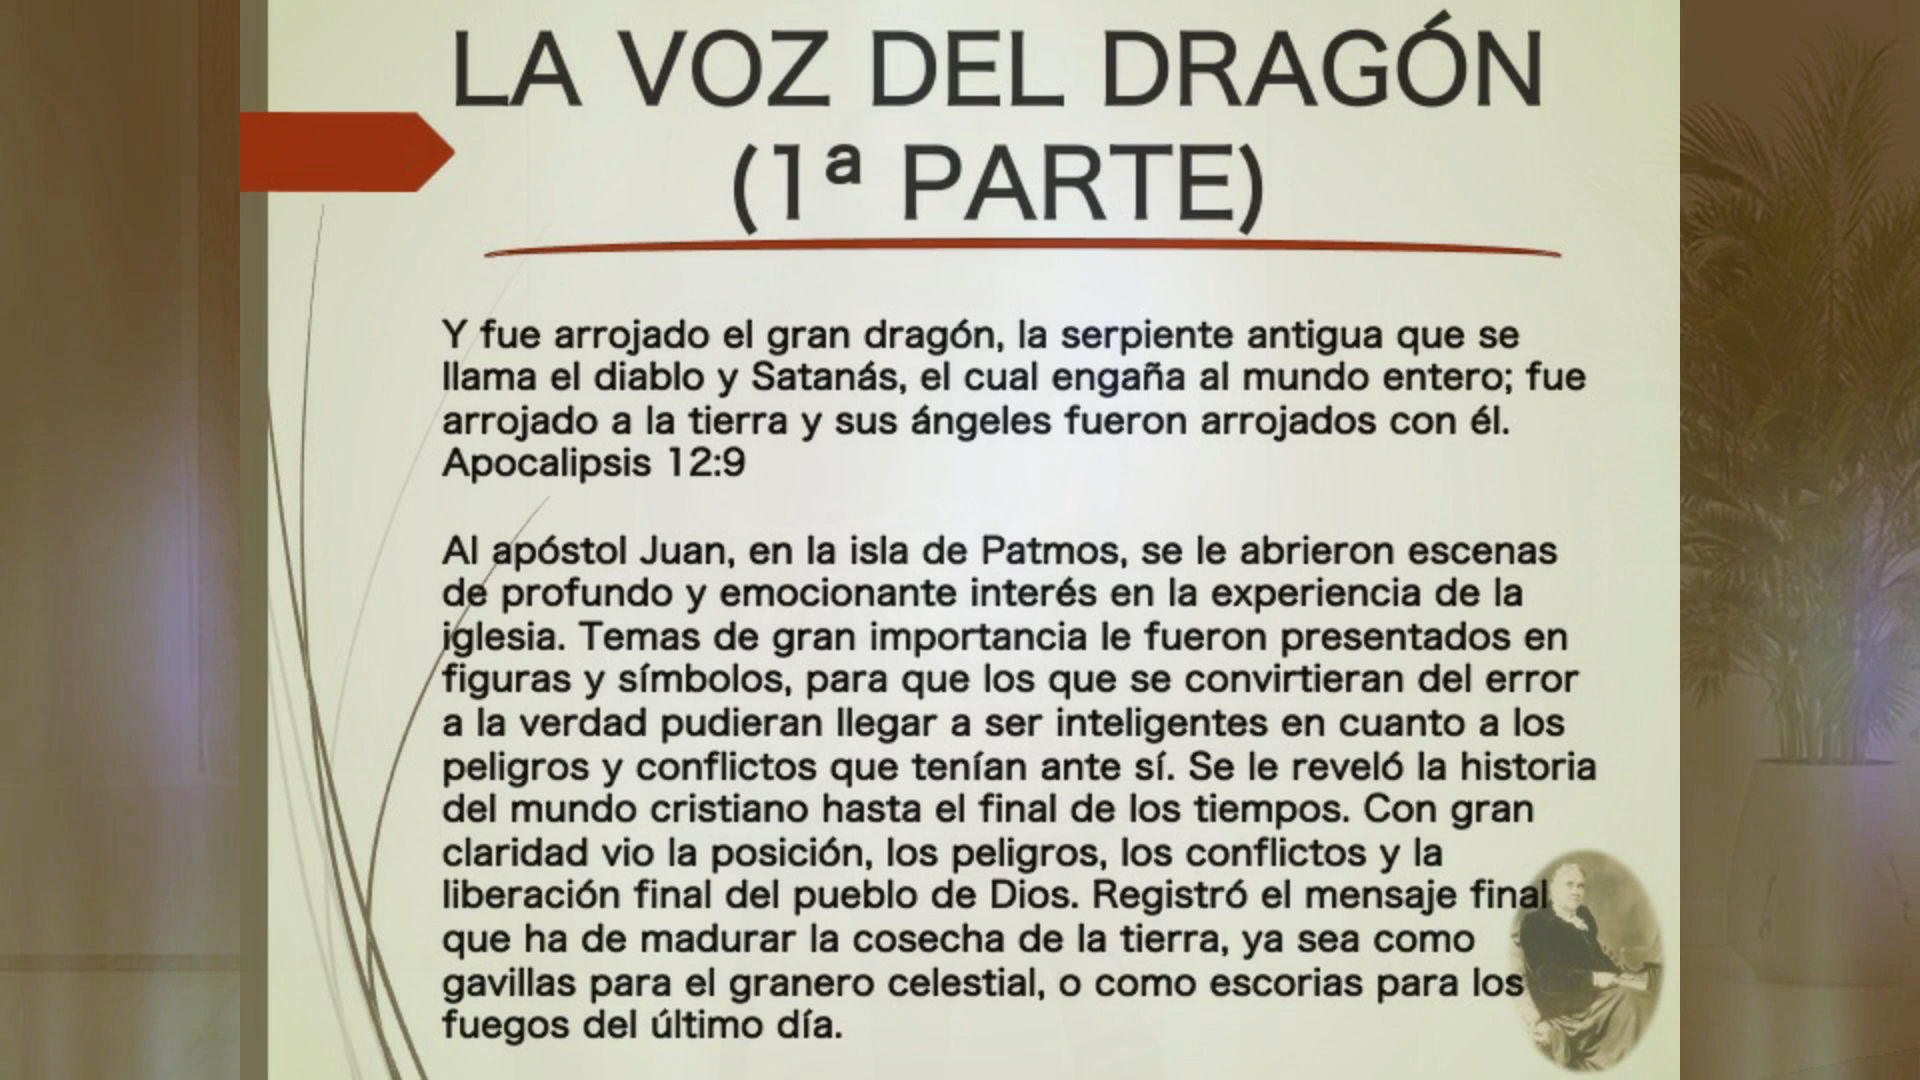 LA VOZ DEL DRAGÓN
(1ª PARTE)
Y fue arrojado el gran dragón, la serpiente antigua que se
llama el diablo y Satanás, el cual engaña al mundo entero; fue
arrojado a la tierra y sus ángeles fueron arrojados con él.
Apocalipsis 12:9
Al apóstol Juan, en la isla de Patmos, se le abrieron escenas
de profundo y emocionante interés en la experiencia de la
iglesia. Temas de gran importancia le fueron presentados en
figuras y símbolos, para que los que se convirtieran del error
a la verdad pudieran llegar a ser inteligentes en cuanto a los
peligros y conflictos que tenían ante sí. Se le reveló la historia
del mundo cristiano hasta el final de los tiempos. Con gran
claridad vio la posición, los peligros, los conflictos y la
liberación final del pueblo de Dios. Registró el mensaje final
que ha de madurar la cosecha de la tierra, ya sea como
gavillas para el granero celestial, o como escorias para los
fuegos del último día.